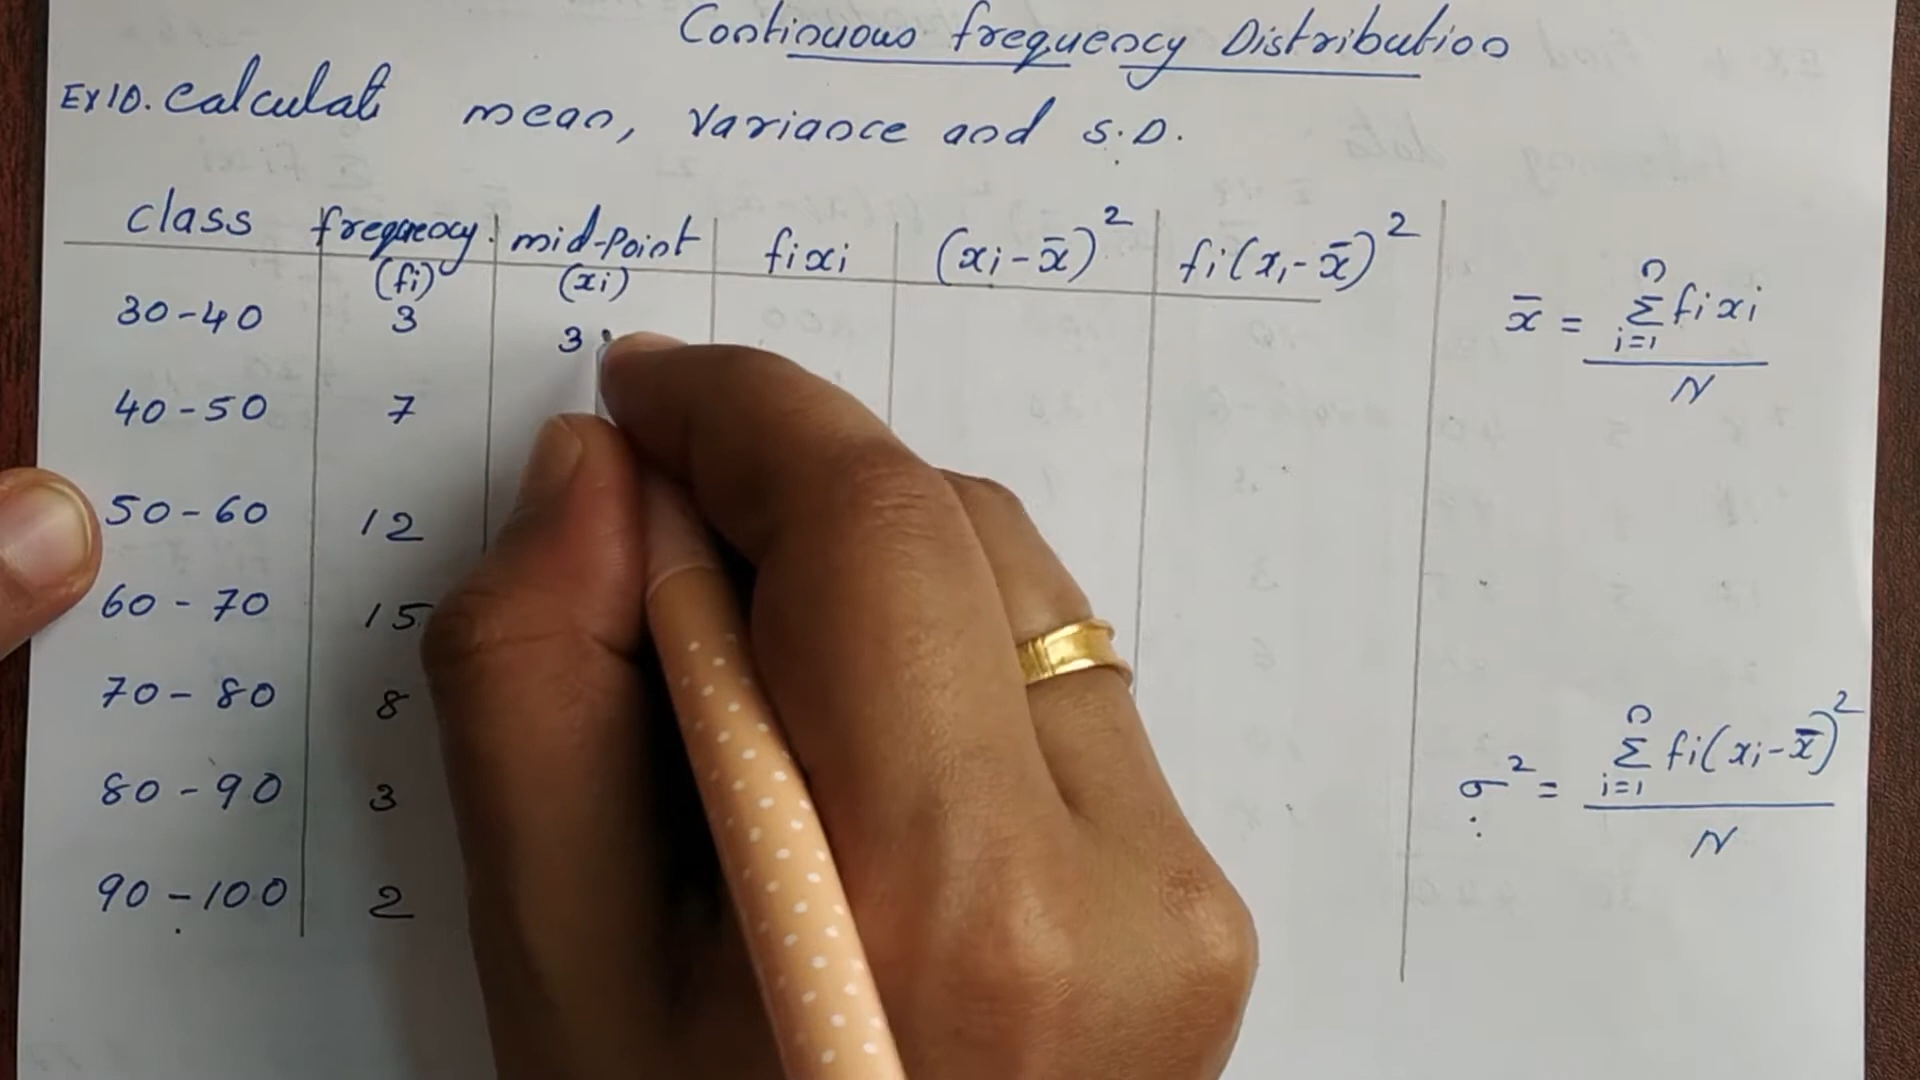 Continuous frequency Distribution
Ex10. Calculat mean, variance and S.D.
class frequency. (fi) mid-Point (xi) fixi (xi-x̄)² fi(xi-x̄)²
30-40 3 3
40-50 7
50-60 12
60-70 15
70-80 8
80-90 3
90-100 2
x̄ = n Σ i=1 fixi / N
σ² = n Σ i=1 fi(xi-x̄)² / N